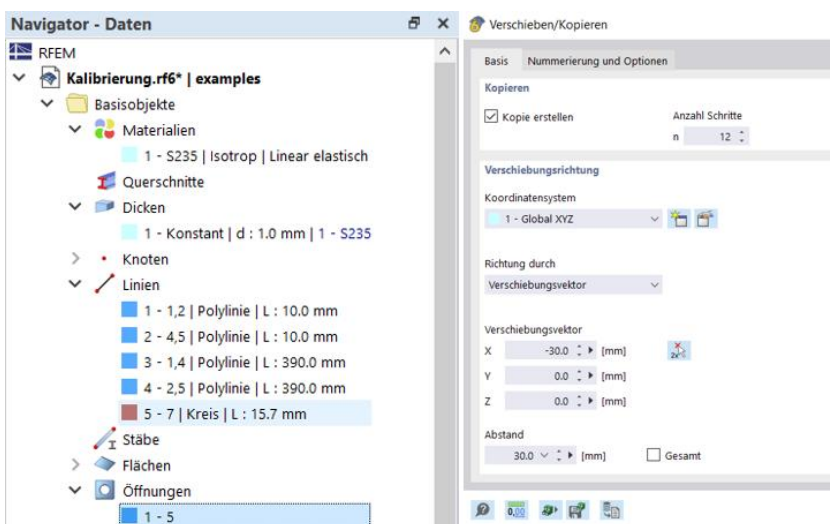 Navigator - Daten
RFEM
Kalibrierung.rf6* | examples
Basisobjekte
Materialien
1 - S235 | Isotrop | Linear elastisch
Querschnitte
Dicken
1 - Konstant | d : 1.0 mm | 1 - S235
Knoten
Linien
1 - 1,2 | Polylinie | L : 10.0 mm
2 - 4,5 | Polylinie | L : 10.0 mm
3 - 1,4 | Polylinie | L : 390.0 mm
4 - 2,5 | Polylinie | L : 390.0 mm
5 - 7 | Kreis | L : 15.7 mm
Stäbe
Flächen
Öffnungen
1 - 5
Verschieben/Kopieren
Basis Nummerierung und Optionen
Kopieren
Kopie erstellen Anzahl Schritte
n 12
Verschiebungsrichtung
Koordinatensystem
1 - Global XYZ
Richtung durch
Verschiebungsvektor
Verschiebungsvektor
X -30.0 [mm]
2x
Y 0.0 [mm]
Z 0.0 [mm]
Abstand
30.0 [mm] Gesamt
0,00